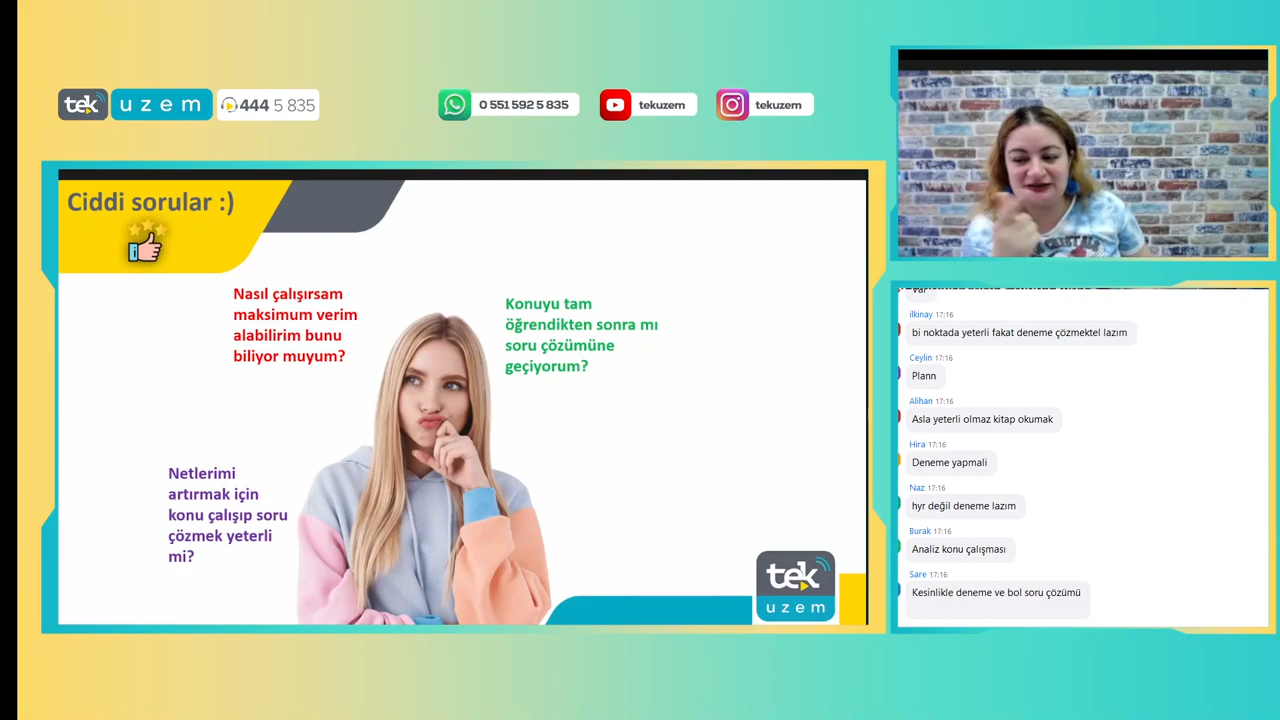 tek uzem 444 5 835
0 551 592 5 835
tekuzem
tekuzem
Ciddi sorular :)
Nasıl çalışırsam
maksimum verim
alabilirim bunu
biliyor muyum?
Konuyu tam
öğrendikten sonra mı
soru çözümüne
geçiyorum?
Netlerimi
artırmak için
konu çalışıp soru
çözmek yeterli
mi?
tek
uzem
ilkinay 17:16
bi noktada yeterli fakat deneme çözmektel lazım
Ceylin 17:16
Plann
Alihan 17:16
Asla yeterli olmaz kitap okumak
Hira 17:16
Deneme yapmali
Naz 17:16
hyr değil deneme lazım
Burak 17:16
Analiz konu çalışması
Sare 17:16
Kesinlikle deneme ve bol soru çözümü